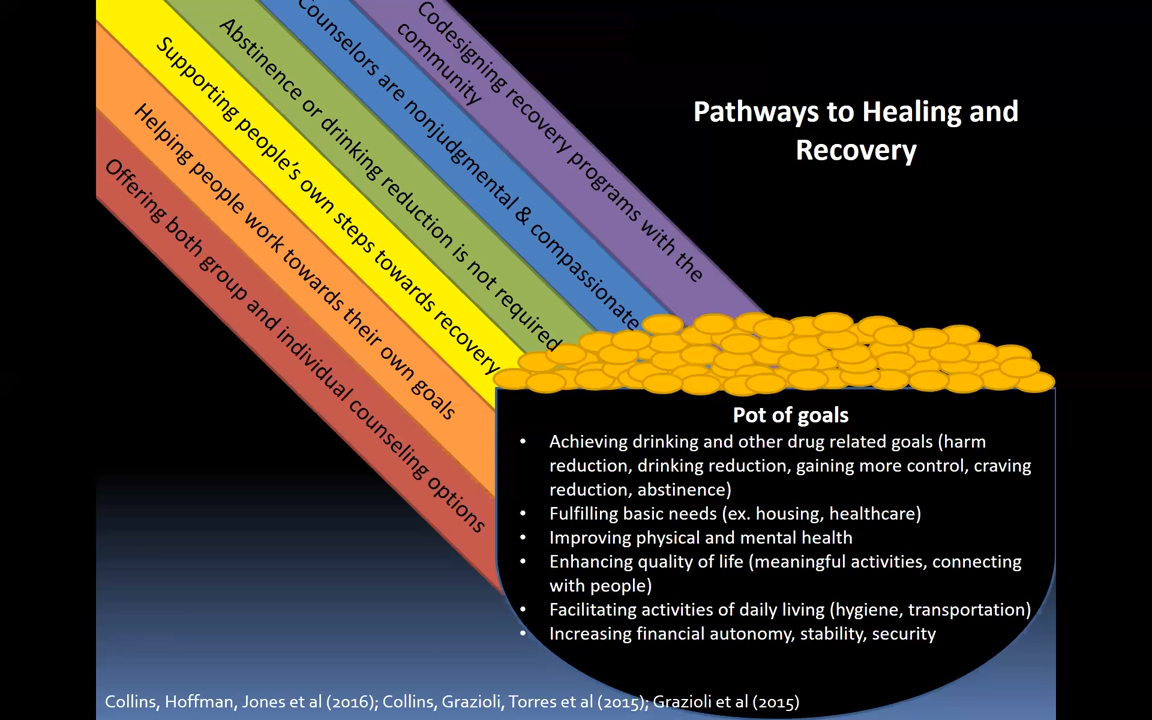 Pathways to Healing and
Recovery
Codesigning recovery programs with the
community
Counselors are nonjudgmental & compassionate
Abstinence or drinking reduction is not required
Supporting people's own steps towards recovery
Helping people work towards their own goals
Offering both group and individual counseling options
Pot of goals
• Achieving drinking and other drug related goals (harm
reduction, drinking reduction, gaining more control, craving
reduction, abstinence)
• Fulfilling basic needs (ex. housing, healthcare)
• Improving physical and mental health
• Enhancing quality of life (meaningful activities, connecting
with people)
• Facilitating activities of daily living (hygiene, transportation)
• Increasing financial autonomy, stability, security
Collins, Hoffman, Jones et al (2016); Collins, Grazioli, Torres et al (2015); Grazioli et al (2015)